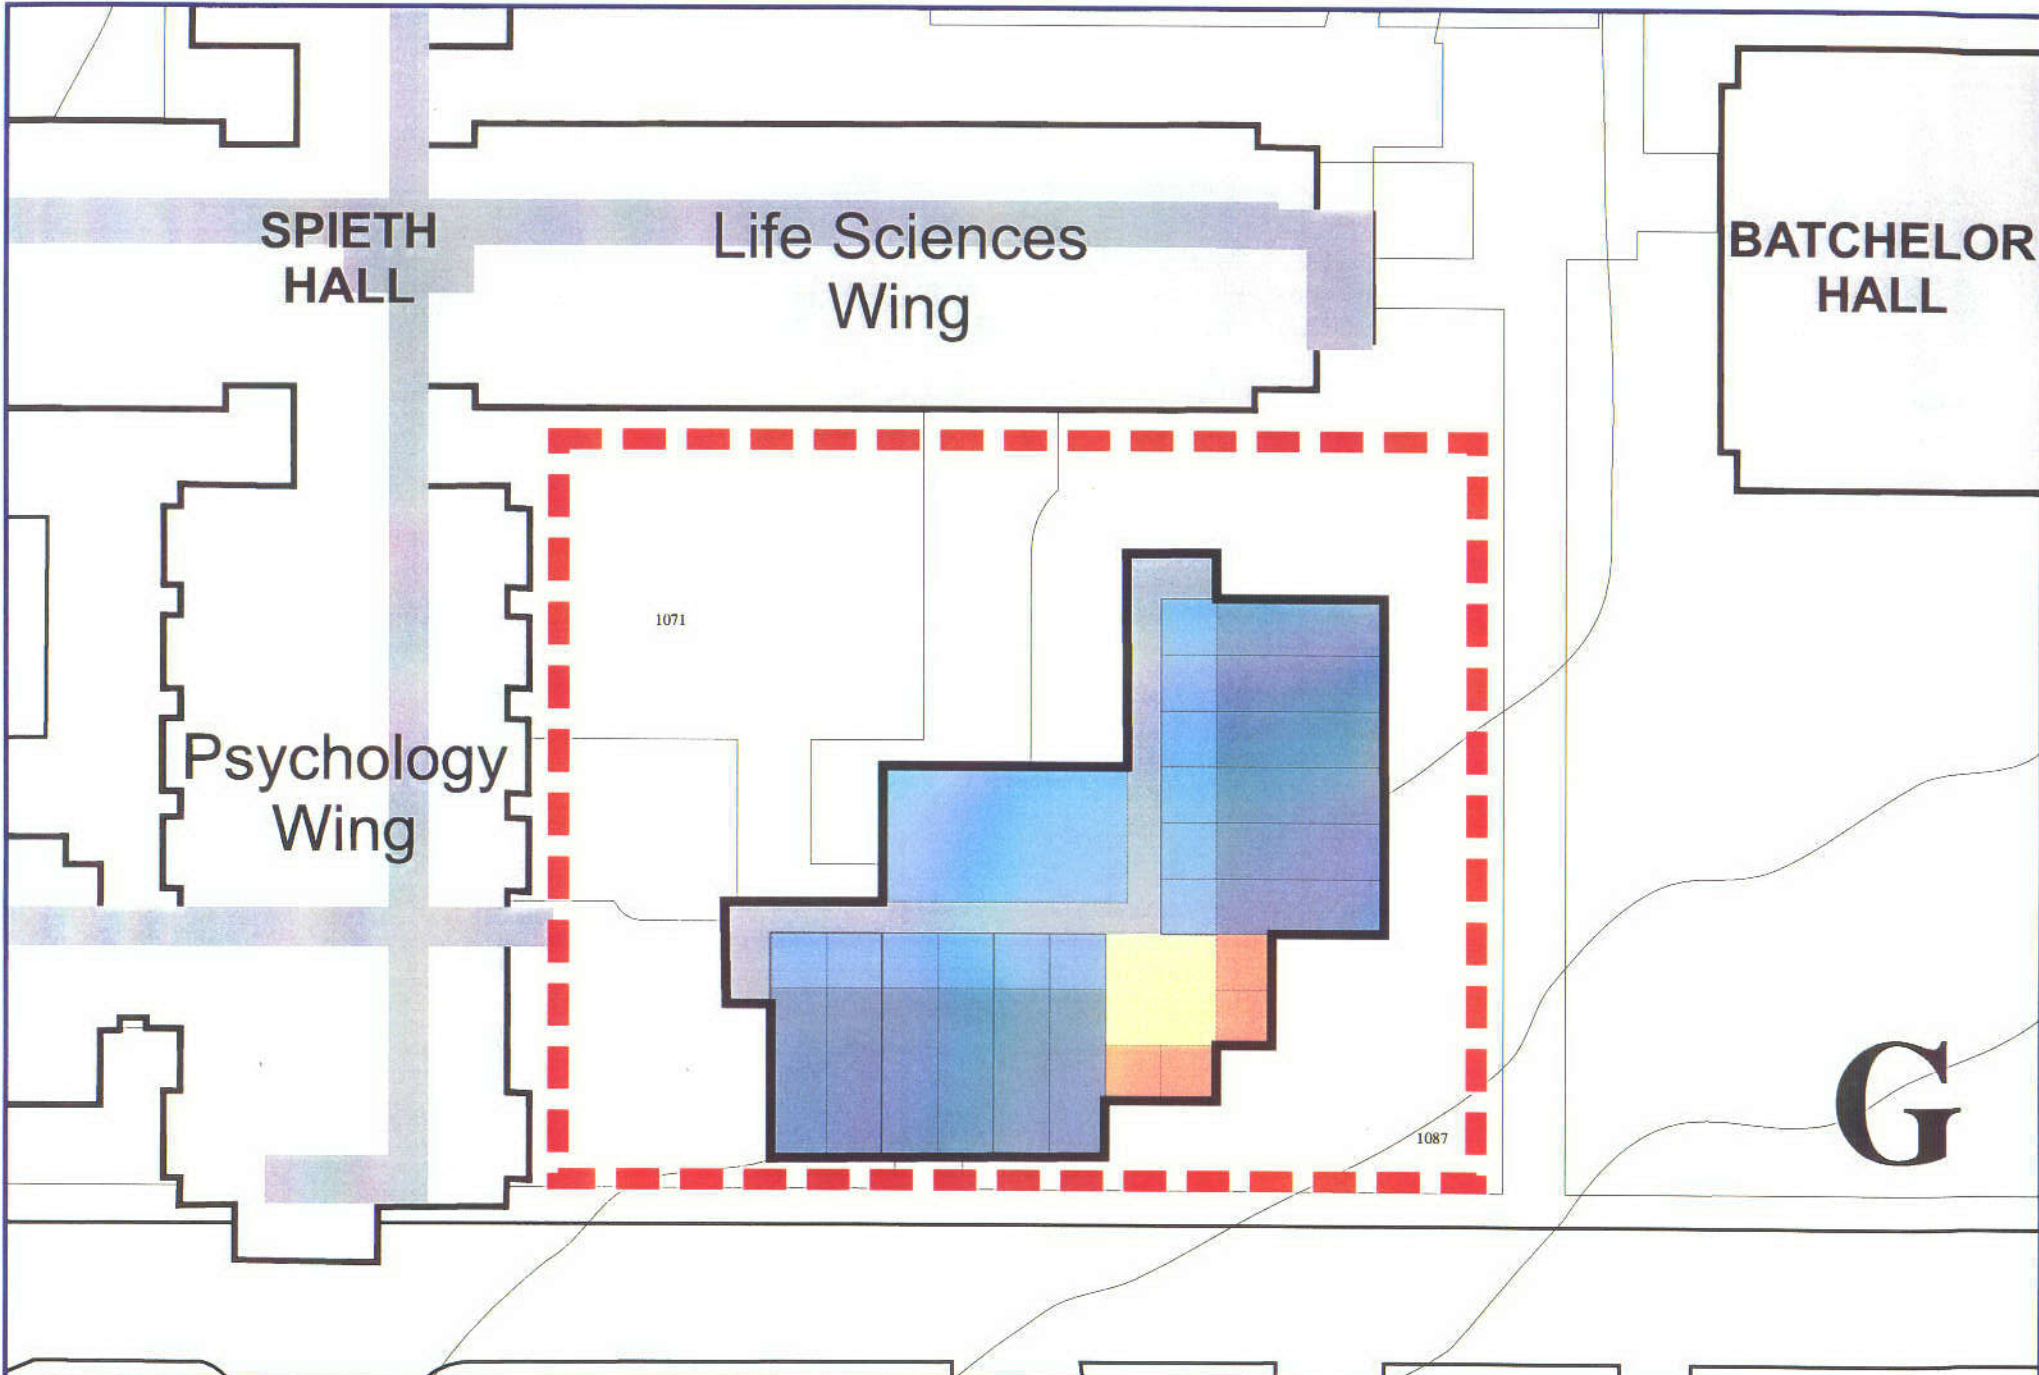 SPIETH
HALL
Life Sciences
Wing
BATCHELOR
HALL
1071
Psychology
Wing
1087
G